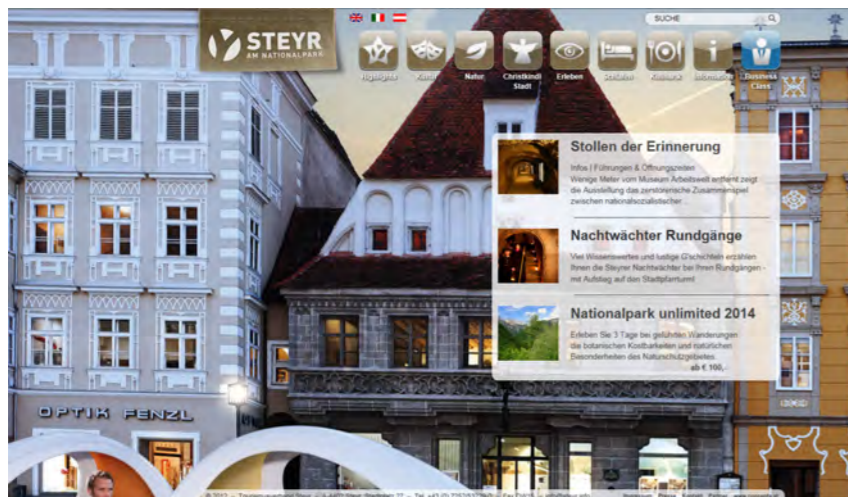 STEYR
AM NATIONALPARK
SUCHE
Highlights
Kultur
Natur
Christkindl
Stadt
Erleben
Schlafen
Kulinarik
Information
Business
Class
Stollen der Erinnerung
Infos | Führungen & Öffnungszeiten
Wenige Meter vom Museum Arbeitswelt entfernt zeigt
die Ausstellung das zerstörerische Zusammenspiel
zwischen nationalsozialistischer ...
Nachtwächter Rundgänge
Viel Wissenswertes und lustige G'schichteln erzählen
Ihnen die Steyrer Nachtwächter bei Ihren Rundgängen -
mit Aufstieg auf den Stadtpfarrturm!
Nationalpark unlimited 2014
Erleben Sie 3 Tage bei geführten Wanderungen
die botanischen Kostbarkeiten und natürlichen
Besonderheiten des Naturschutzgebietes.
ab € 100,-
OPTIK FENZL